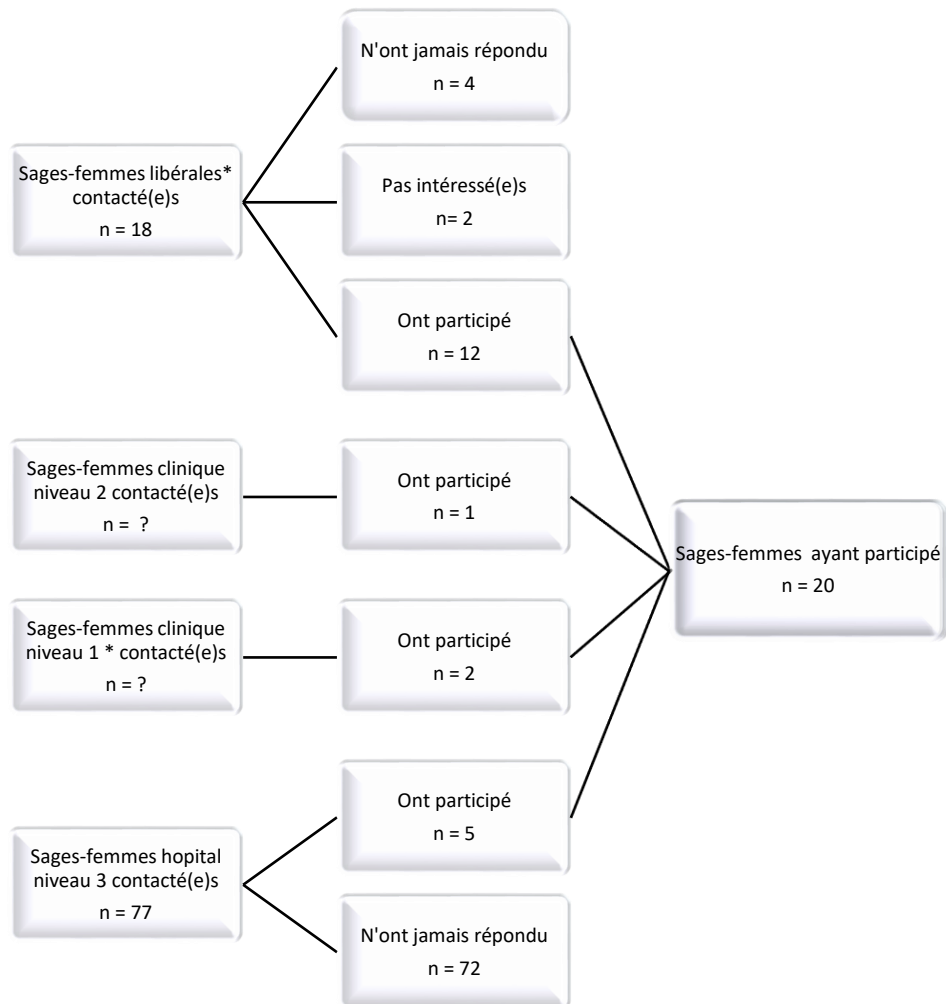 N'ont jamais répondu
n = 4
Sages-femmes libérales*
contacté(e)s
n = 18
Pas intéressé(e)s
n= 2
Ont participé
n = 12
Sages-femmes clinique
niveau 2 contacté(e)s
n = ?
Ont participé
n = 1
Sages-femmes ayant participé
n = 20
Sages-femmes clinique
niveau 1 * contacté(e)s
n = ?
Ont participé
n = 2
Ont participé
n = 5
Sages-femmes hopital
niveau 3 contacté(e)s
n = 77
N'ont jamais répondu
n = 72